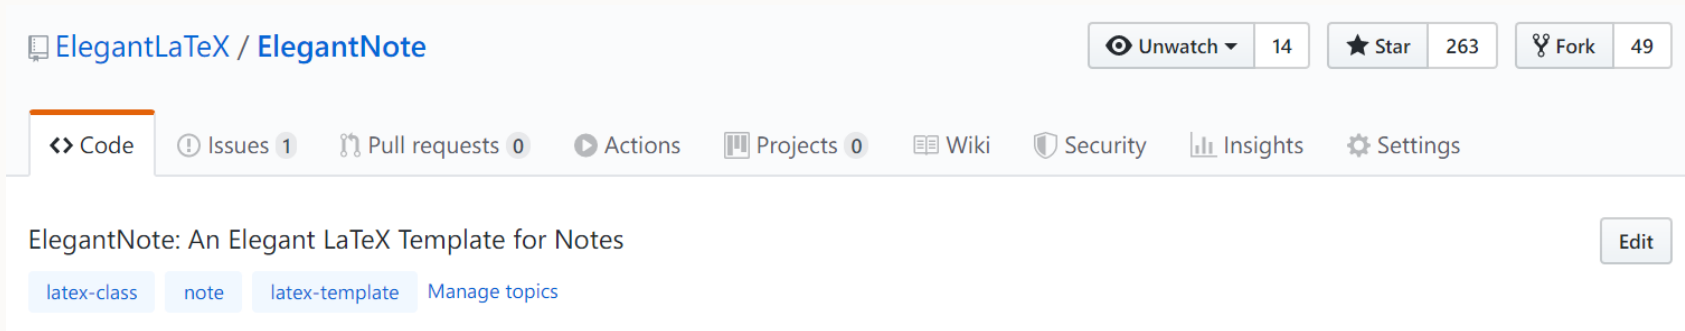 ElegantLaTeX / ElegantNote Unwatch 14 Star 263 Fork 49
Code Issues 1 Pull requests 0 Actions Projects 0 Wiki Security Insights Settings
ElegantNote: An Elegant LaTeX Template for Notes Edit
latex-class note latex-template Manage topics